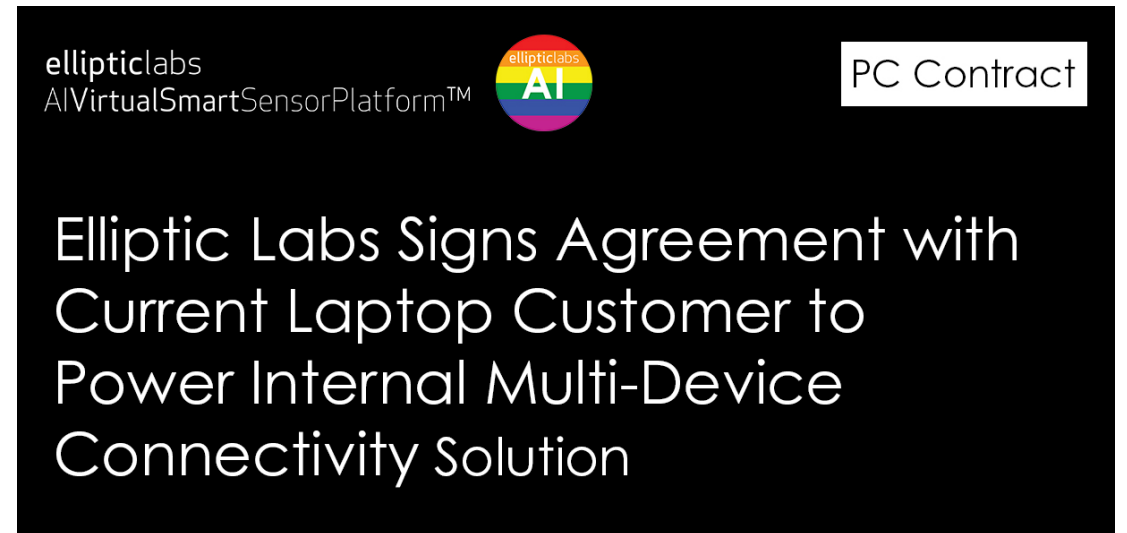 ellipticlabs
AIVirtualSmartSensorPlatform™
ellipticlabs
AI
PC Contract
Elliptic Labs Signs Agreement with
Current Laptop Customer to
Power Internal Multi-Device
Connectivity Solution